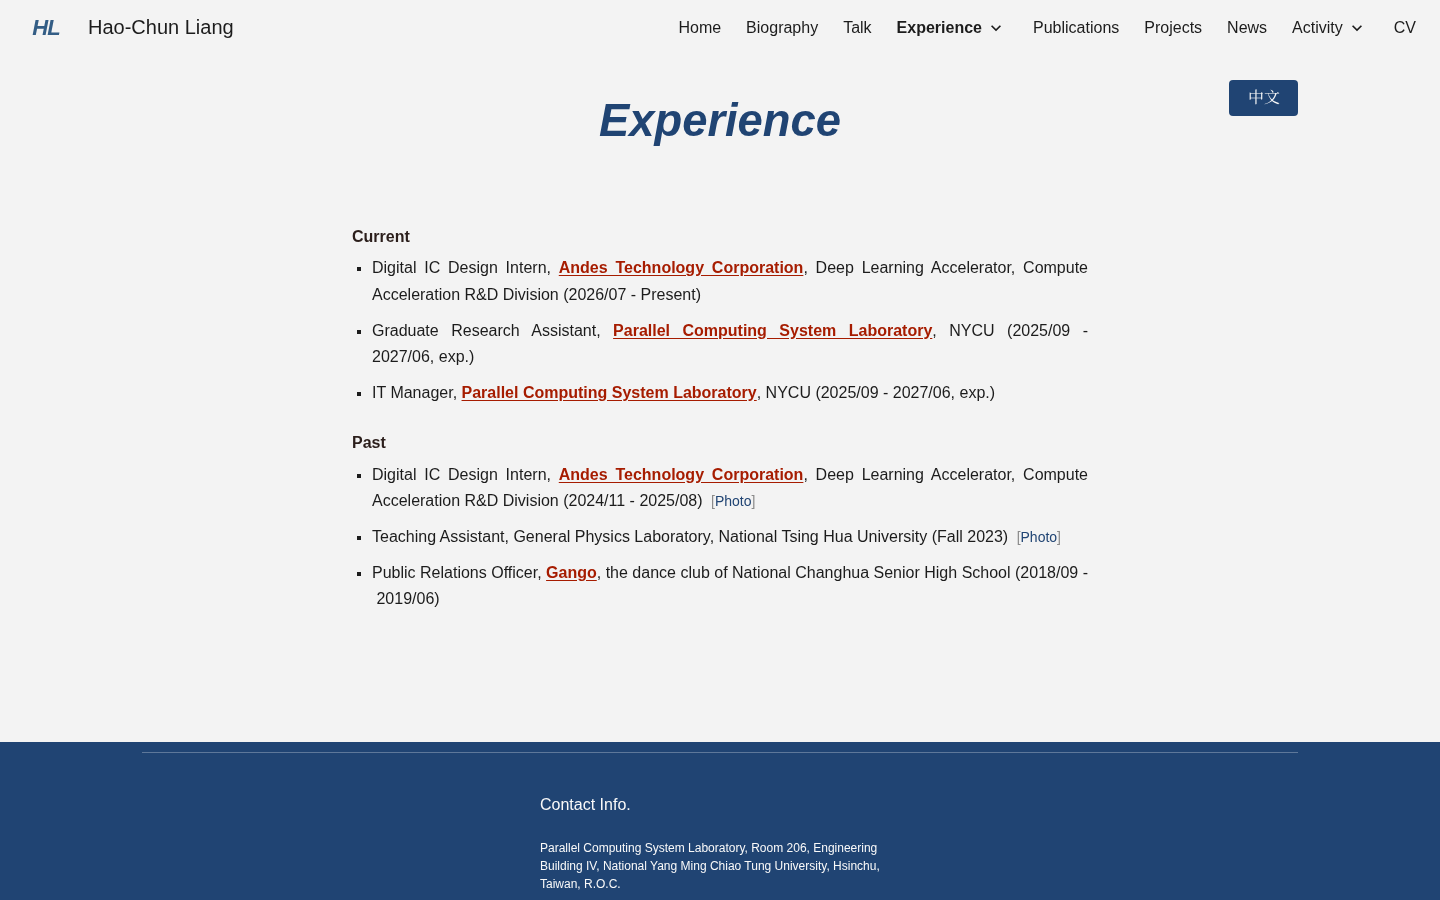 HL Hao-Chun Liang Home Biography Talk Experience Publications Projects News Activity CV
中文
Experience
Current
Digital IC Design Intern, Andes Technology Corporation, Deep Learning Accelerator, Compute
Acceleration R&D Division (2026/07 - Present)
Graduate Research Assistant, Parallel Computing System Laboratory, NYCU (2025/09 -
2027/06, exp.)
IT Manager, Parallel Computing System Laboratory, NYCU (2025/09 - 2027/06, exp.)
Past
Digital IC Design Intern, Andes Technology Corporation, Deep Learning Accelerator, Compute
Acceleration R&D Division (2024/11 - 2025/08) [Photo]
Teaching Assistant, General Physics Laboratory, National Tsing Hua University (Fall 2023) [Photo]
Public Relations Officer, Gango, the dance club of National Changhua Senior High School (2018/09 -
2019/06)
Contact Info.
Parallel Computing System Laboratory, Room 206, Engineering
Building IV, National Yang Ming Chiao Tung University, Hsinchu,
Taiwan, R.O.C.